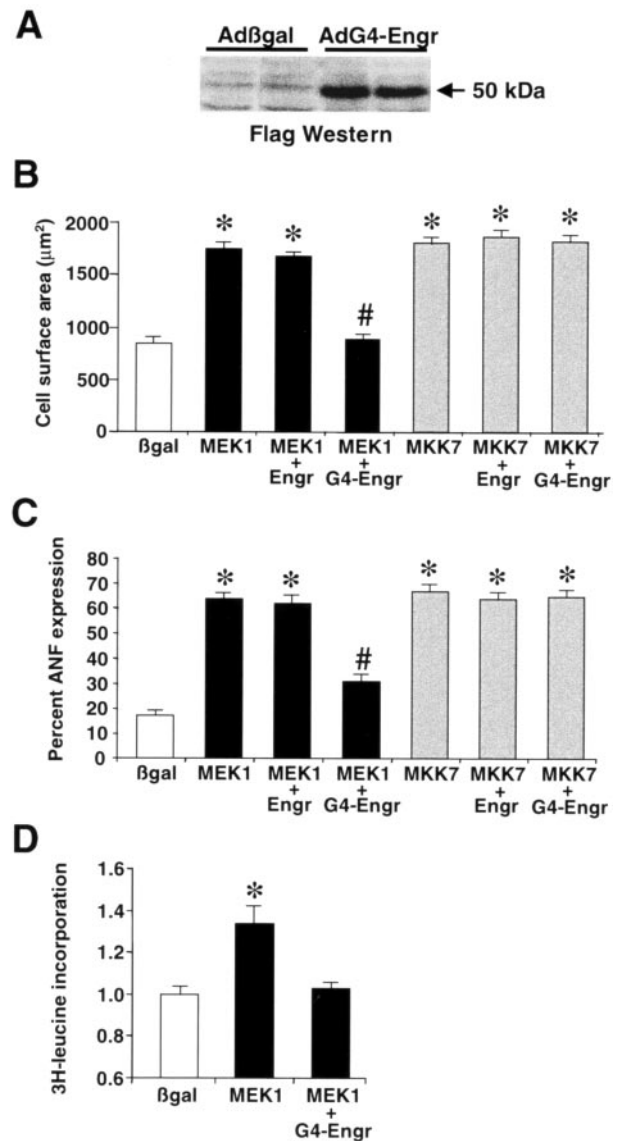 A
Adßgal AdG4-Engr
50 kDa
Flag Western
B
Cell surface area (µm²)
2000
1500
1000
500
0
* * # * * *
ßgal MEK1 MEK1 + Engr MEK1 + G4-Engr MKK7 MKK7 + Engr MKK7 + G4-Engr
C
Percent ANF expression
80
70
60
50
40
30
20
10
0
* * # * * *
ßgal MEK1 MEK1 + Engr MEK1 + G4-Engr MKK7 MKK7 + Engr MKK7 + G4-Engr
D
3H-leucine incorporation
1.6
1.4
1.2
1.0
0.8
0.6
*
ßgal MEK1 MEK1 + G4-Engr